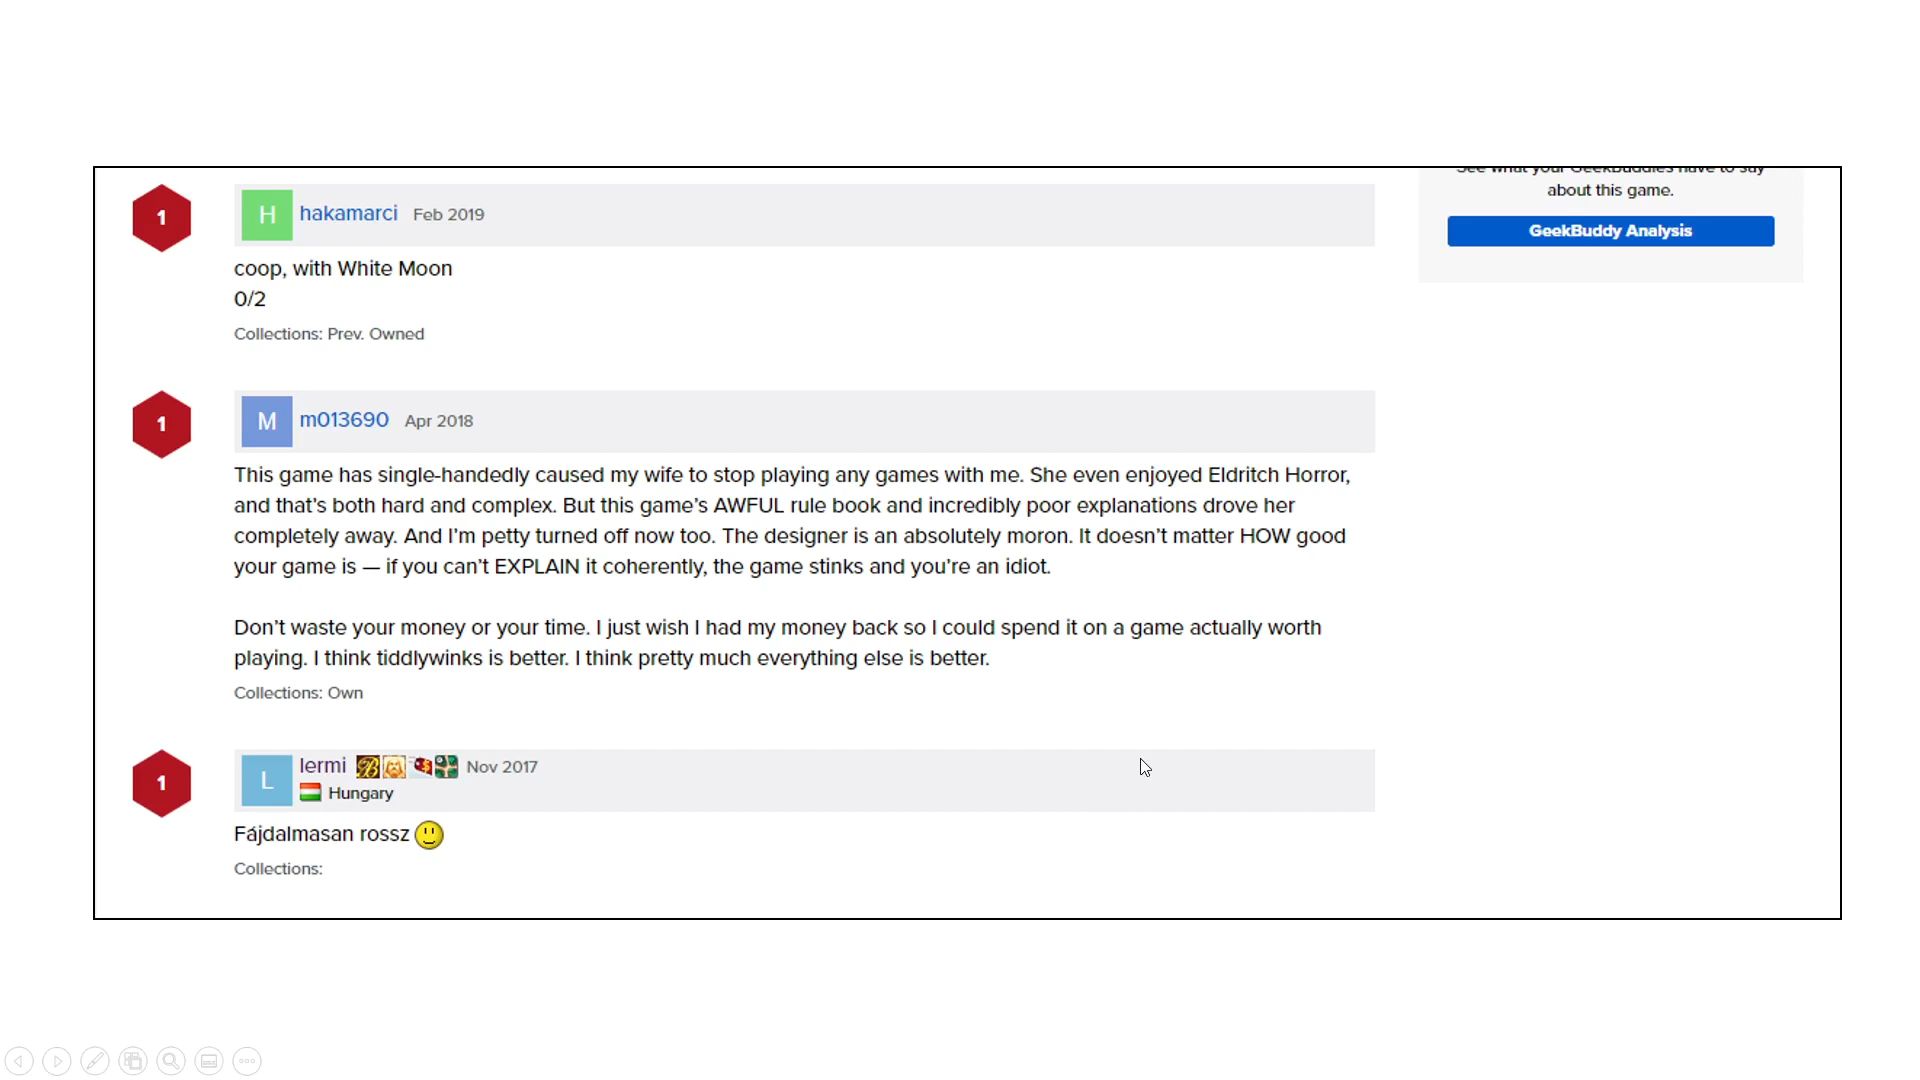 See what your GeekBuddies have to say
about this game.
GeekBuddy Analysis
1
H
hakamarci Feb 2019
coop, with White Moon
0/2
Collections: Prev. Owned
1
M
m013690 Apr 2018
This game has single-handedly caused my wife to stop playing any games with me. She even enjoyed Eldritch Horror,
and that's both hard and complex. But this game's AWFUL rule book and incredibly poor explanations drove her
completely away. And I'm petty turned off now too. The designer is an absolutely moron. It doesn't matter HOW good
your game is — if you can't EXPLAIN it coherently, the game stinks and you're an idiot.
Don't waste your money or your time. I just wish I had my money back so I could spend it on a game actually worth
playing. I think tiddlywinks is better. I think pretty much everything else is better.
Collections: Own
1
L
lermi Nov 2017
Hungary
Fájdalmasan rossz
Collections: